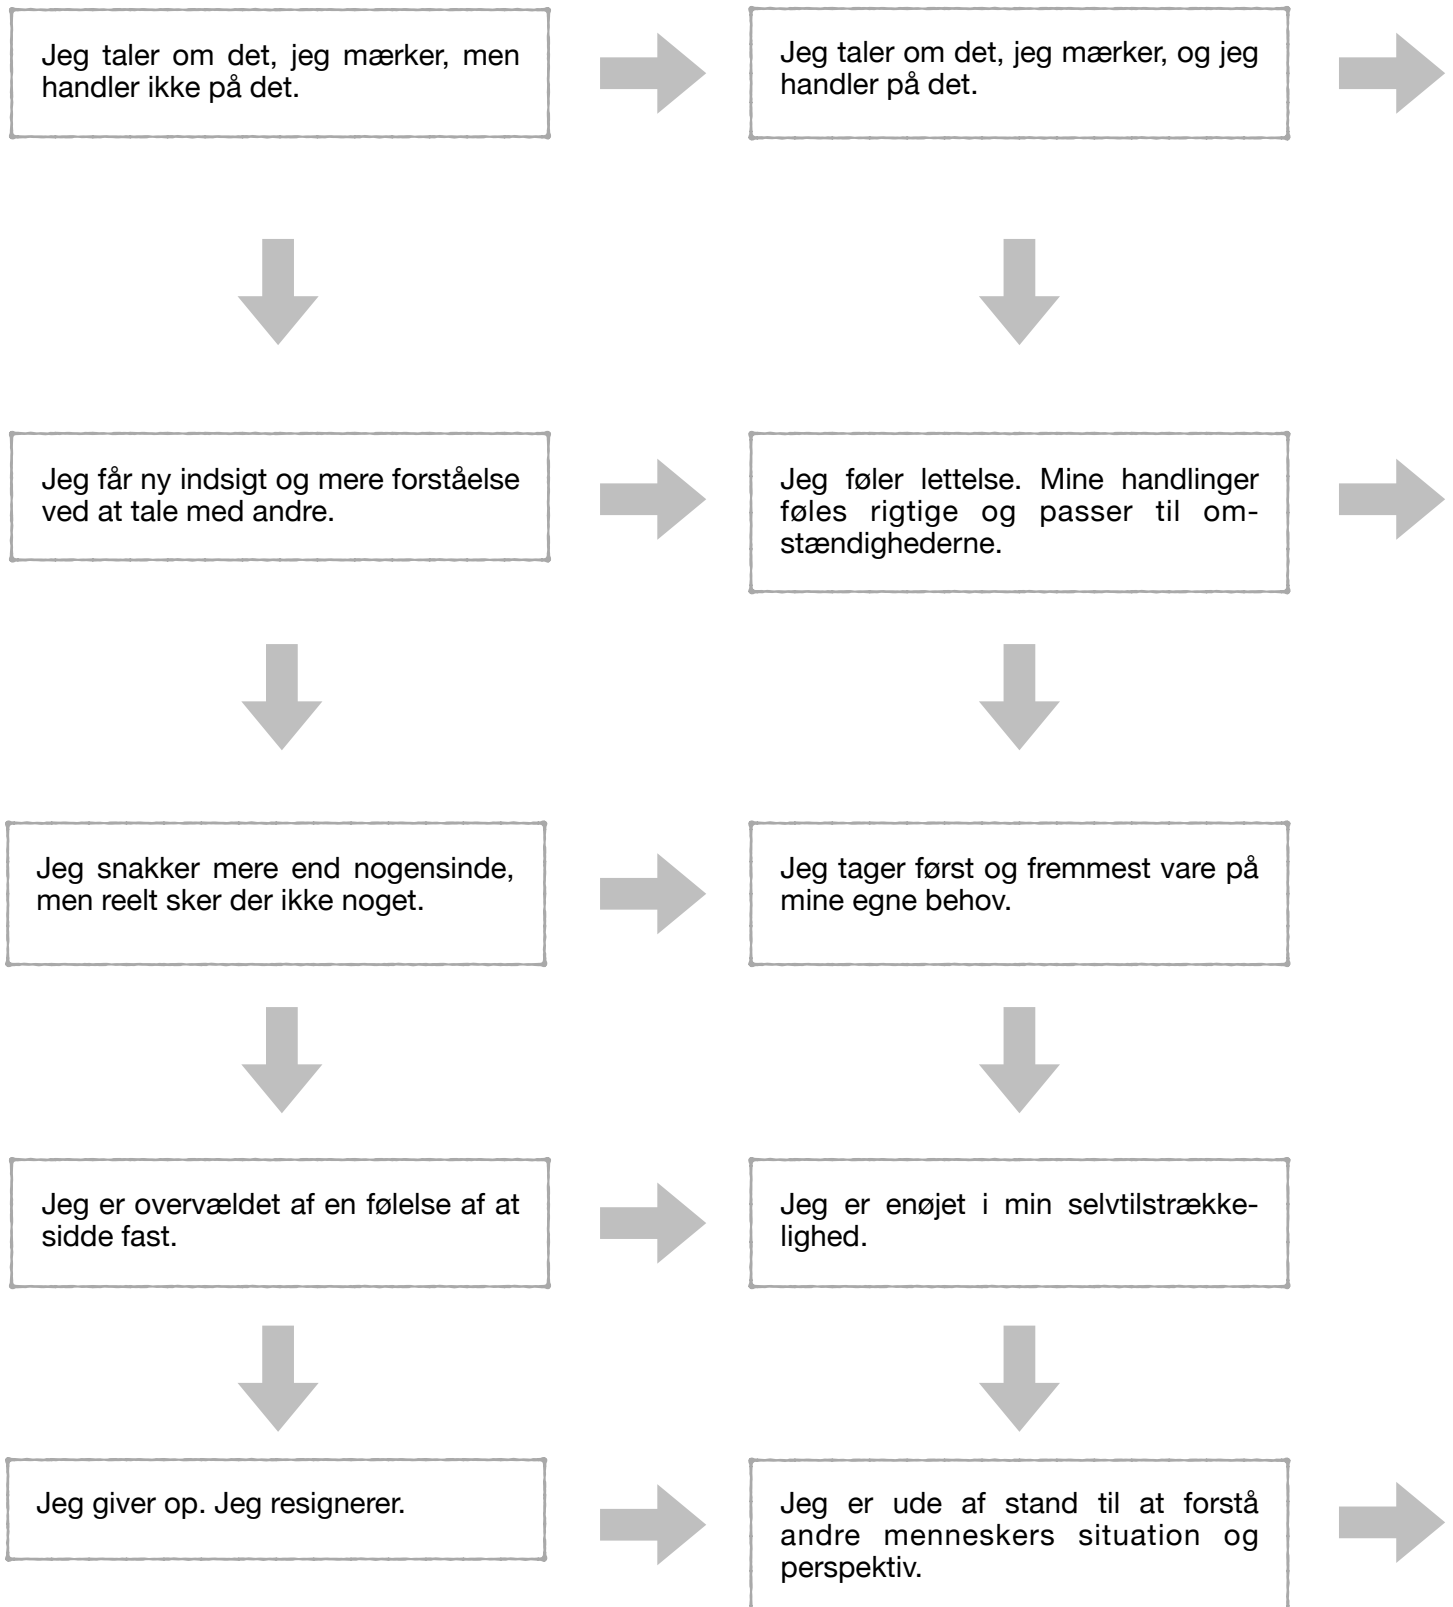 Jeg taler om det, jeg mærker, men
handler ikke på det.
Jeg taler om det, jeg mærker, og jeg
handler på det.
Jeg får ny indsigt og mere forståelse
ved at tale med andre.
Jeg føler lettelse. Mine handlinger
føles rigtige og passer til om-
stændighederne.
Jeg snakker mere end nogensinde,
men reelt sker der ikke noget.
Jeg tager først og fremmest vare på
mine egne behov.
Jeg er overvældet af en følelse af at
sidde fast.
Jeg er enøjet i min selvtilstrække-
lighed.
Jeg giver op. Jeg resignerer.
Jeg er ude af stand til at forstå
andre menneskers situation og
perspektiv.